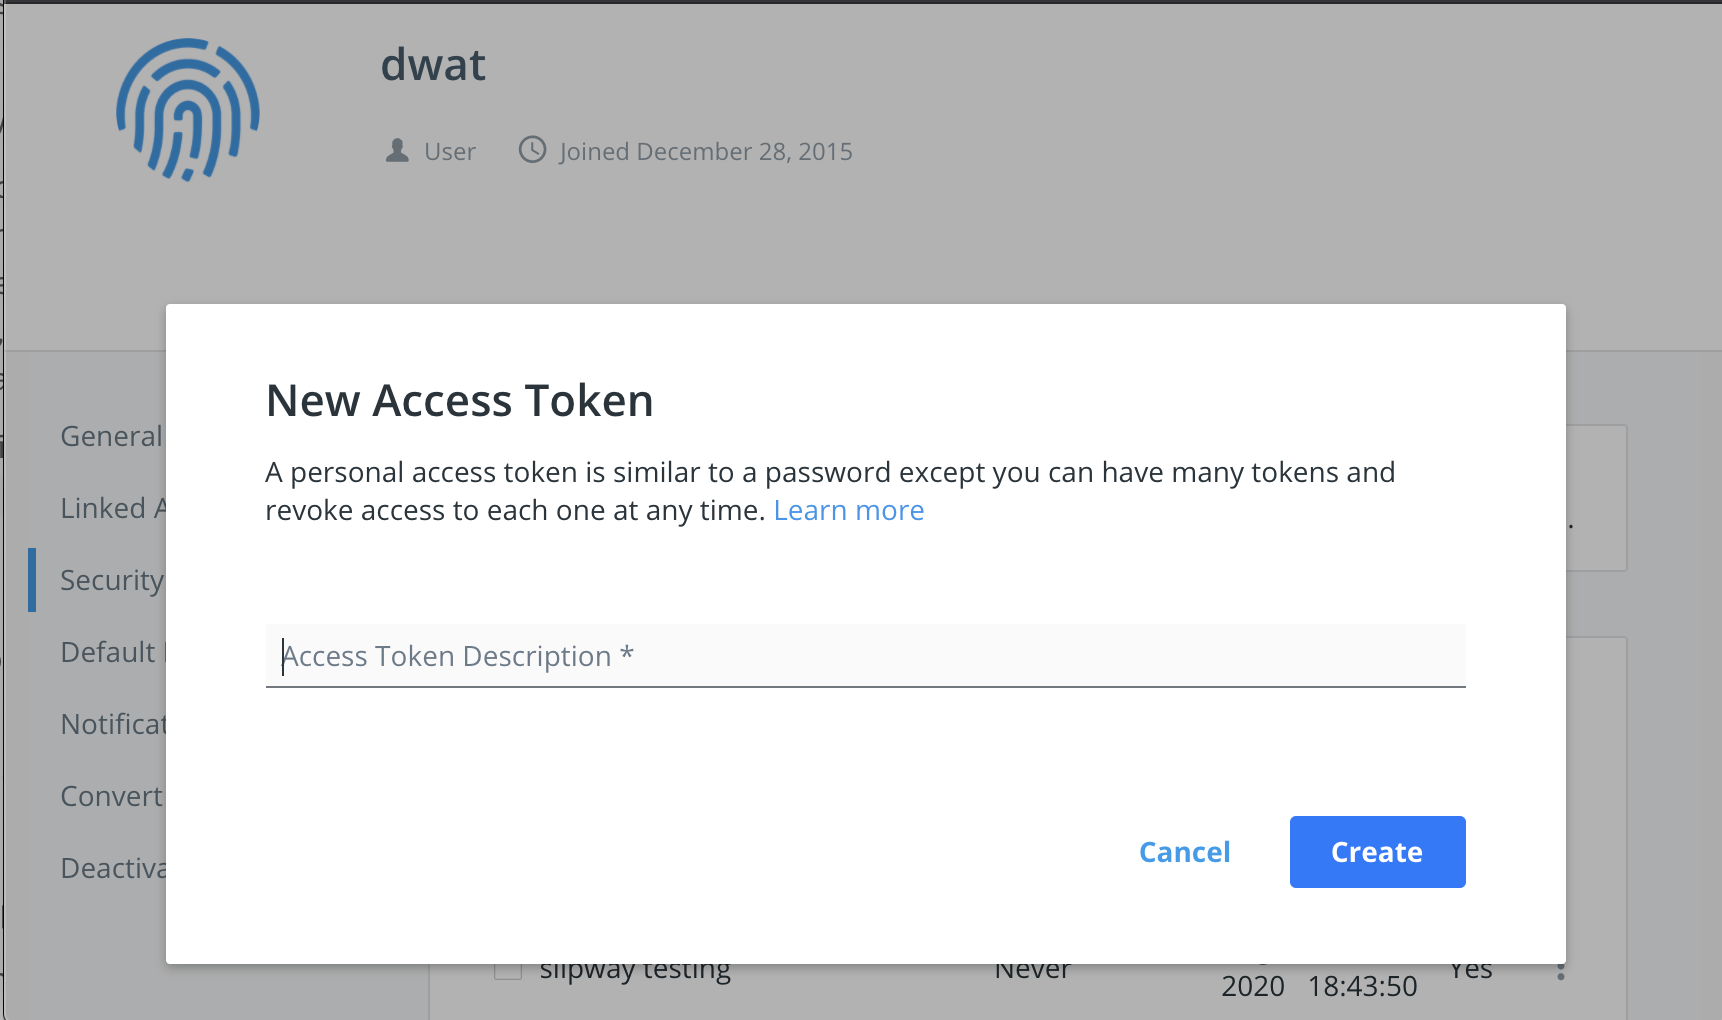 dwat
User Joined December 28, 2015
New Access Token
A personal access token is similar to a password except you can have many tokens and
revoke access to each one at any time. Learn more
General
Linked A
Security
Default
Notificat
Convert
Deactiva
Access Token Description *
Cancel Create
slipway testing Never Yes
2020 18:43:50